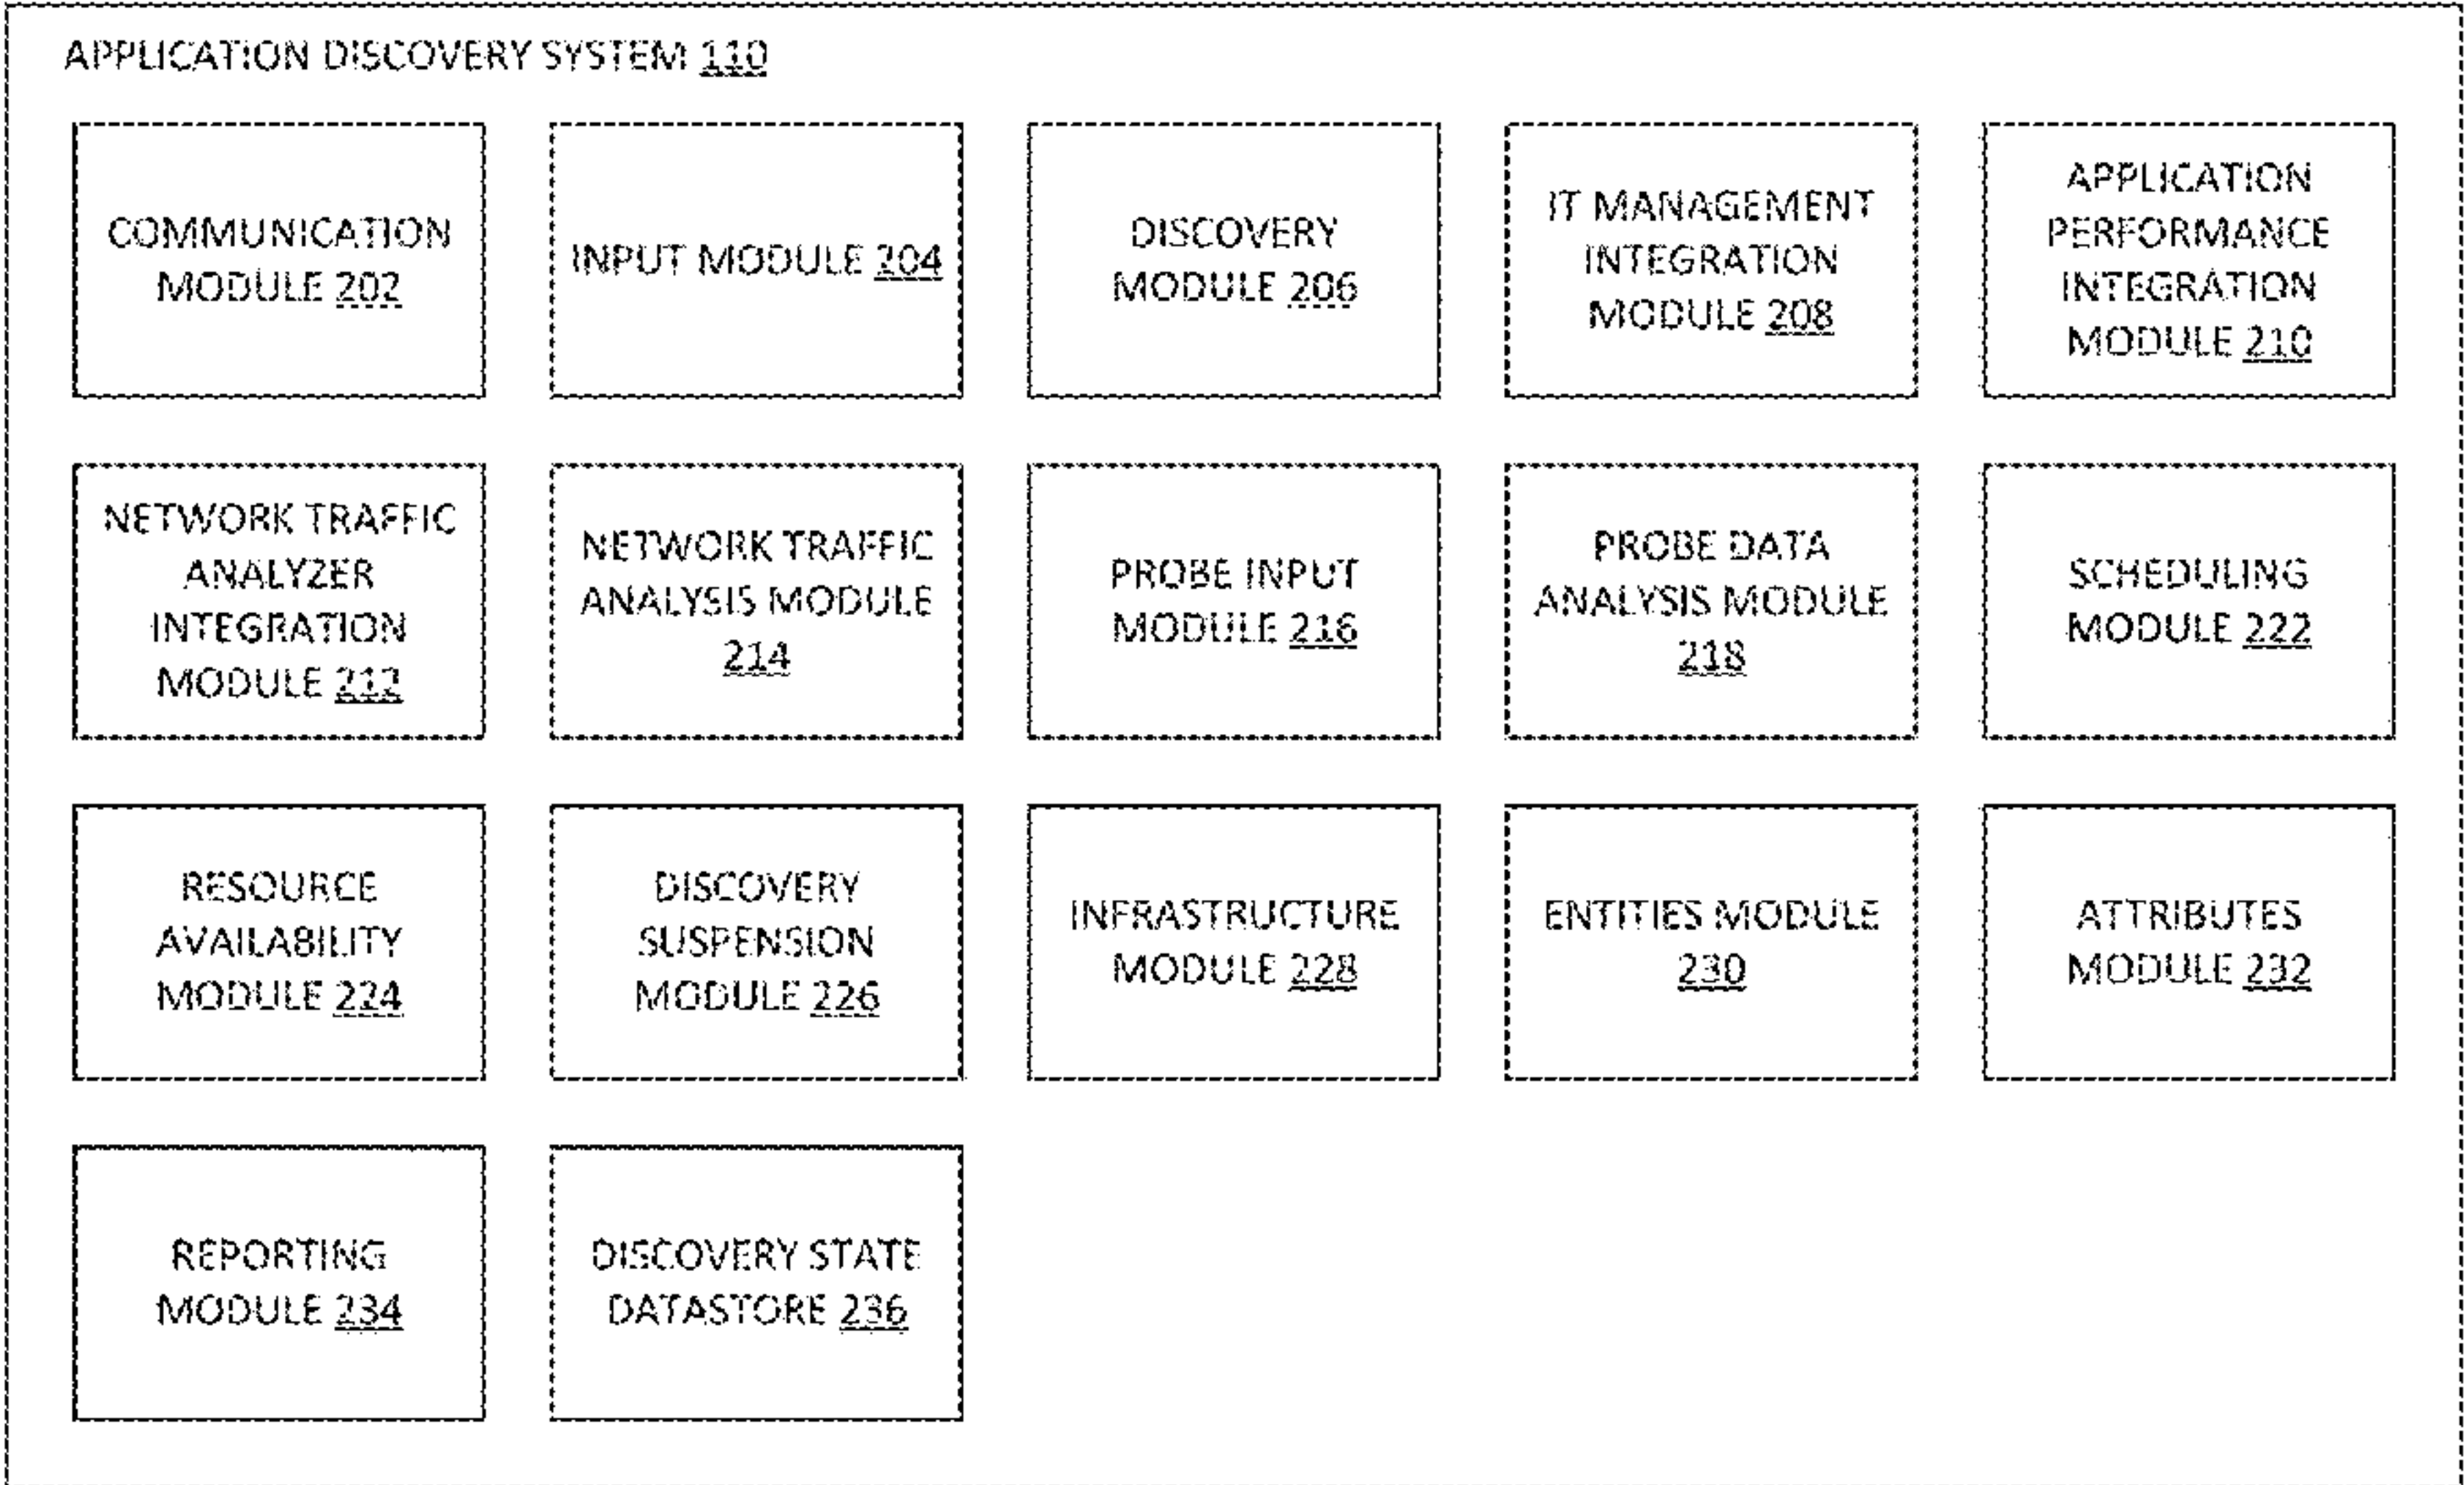 APPLICATION DISCOVERY SYSTEM 110
COMMUNICATION
MODULE 202
INPUT MODULE 204
DISCOVERY
MODULE 206
IT MANAGEMENT
INTEGRATION
MODULE 208
APPLICATION
PERFORMANCE
INTEGRATION
MODULE 210
NETWORK TRAFFIC
ANALYZER
INTEGRATION
MODULE 212
NETWORK TRAFFIC
ANALYSIS MODULE
214
PROBE INPUT
MODULE 216
PROBE DATA
ANALYSIS MODULE
218
SCHEDULING
MODULE 222
RESOURCE
AVAILABILITY
MODULE 224
DISCOVERY
SUSPENSION
MODULE 226
INFRASTRUCTURE
MODULE 228
ENTITIES MODULE
230
ATTRIBUTES
MODULE 232
REPORTING
MODULE 234
DISCOVERY STATE
DATASTORE 236